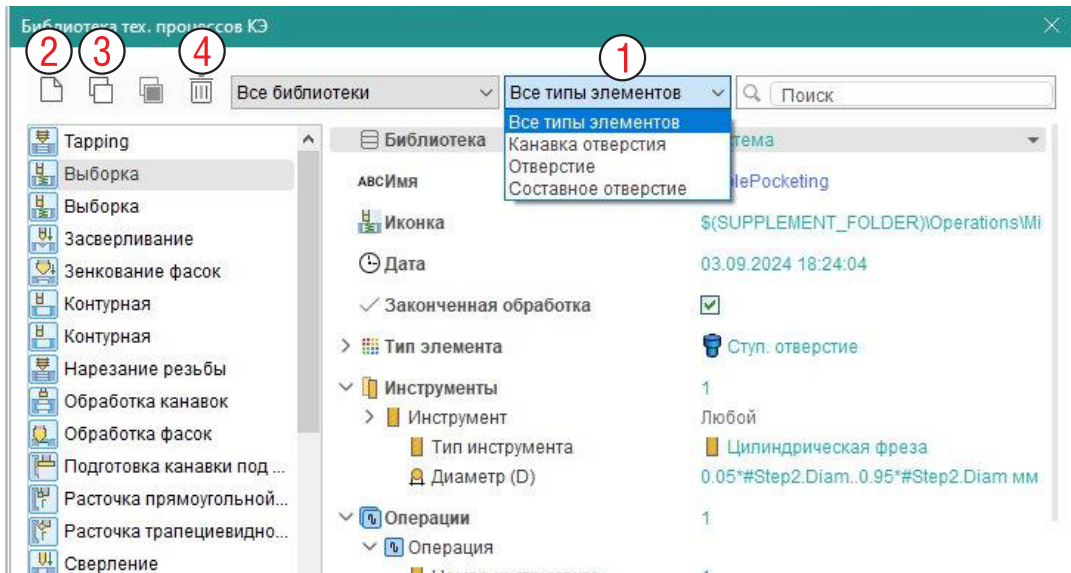 Библиотека тех. процессов КЭ
2 3 4 1
Все библиотеки Все типы элементов Поиск
Все типы элементов
Канавка отверстия
Отверстие
Составное отверстие
Tapping
Выборка
Выборка
Засверливание
Зенкование фасок
Контурная
Контурная
Нарезание резьбы
Обработка канавок
Обработка фасок
Подготовка канавки под ...
Расточка прямоугольной...
Расточка трапециевидно...
Сверление
Библиотека тема
ABC Имя lePocketing
Иконка $(SUPPLEMENT_FOLDER)\Operations\Mi
Дата 03.09.2024 18:24:04
Законченная обработка
Тип элемента Ступ. отверстие
Инструменты 1
Инструмент Любой
Тип инструмента Цилиндрическая фреза
Диаметр (D) 0.05*#Step2.Diam..0.95*#Step2.Diam мм
Операции 1
Операция